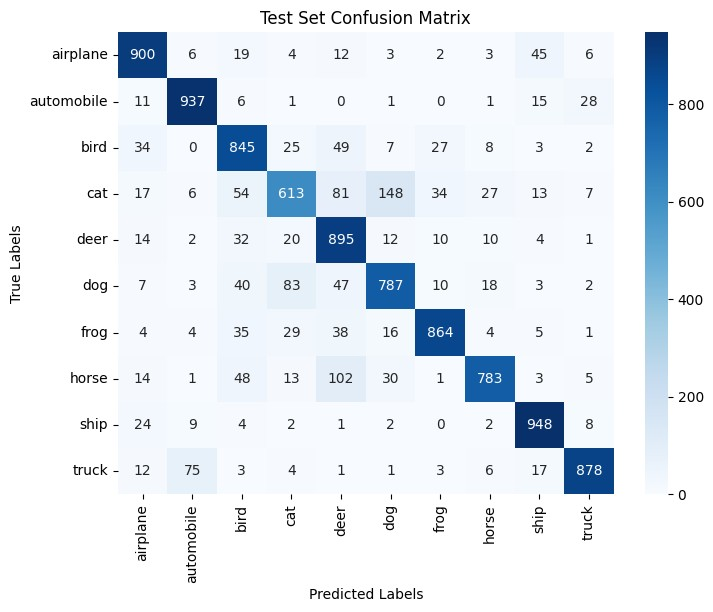 Test Set Confusion Matrix
True Labels
airplane 900 6 19 4 12 3 2 3 45 6
automobile 11 937 6 1 0 1 0 1 15 28
bird 34 0 845 25 49 7 27 8 3 2
cat 17 6 54 613 81 148 34 27 13 7
deer 14 2 32 20 895 12 10 10 4 1
dog 7 3 40 83 47 787 10 18 3 2
frog 4 4 35 29 38 16 864 4 5 1
horse 14 1 48 13 102 30 1 783 3 5
ship 24 9 4 2 1 2 0 2 948 8
truck 12 75 3 4 1 1 3 6 17 878
airplane automobile bird cat deer dog frog horse ship truck
Predicted Labels
800
600
400
200
0